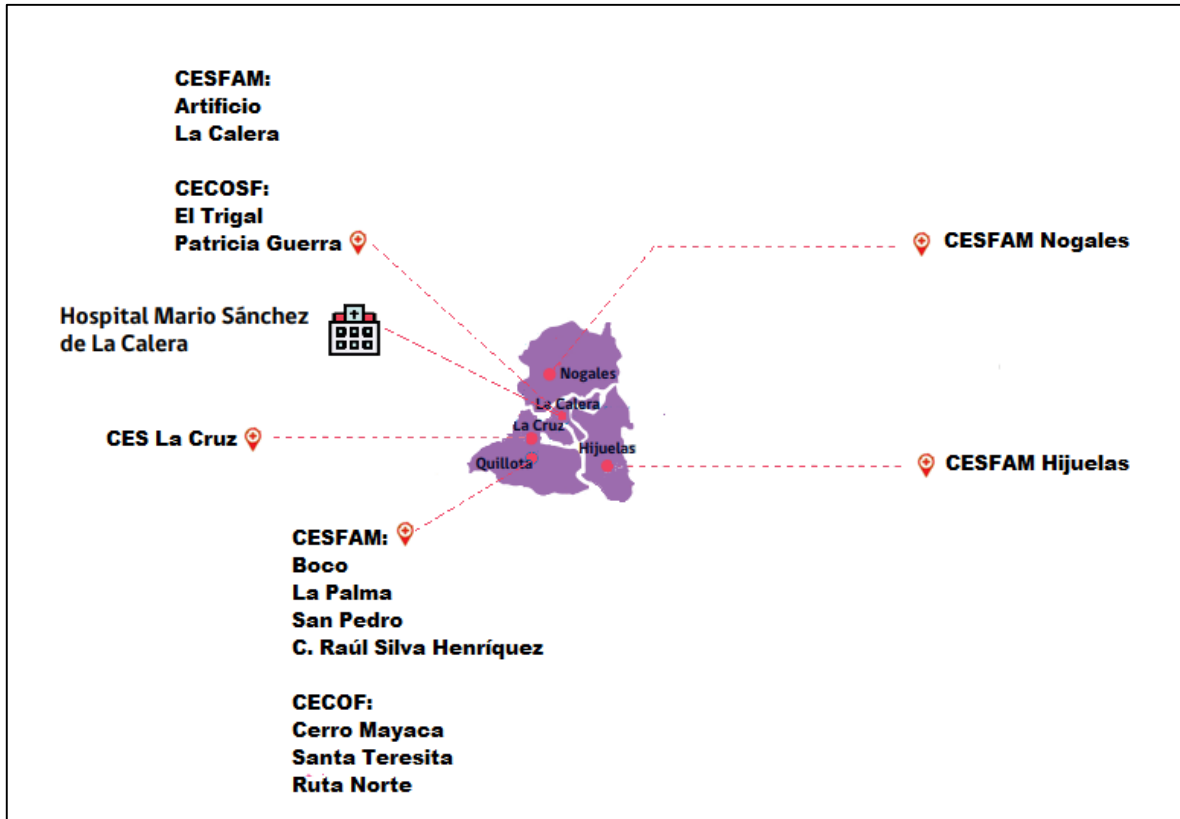 CESFAM:
Artificio
La Calera
CECOSF:
El Trigal
Patricia Guerra
CESFAM Nogales
Hospital Mario Sánchez
de La Calera
Nogales
La Calera
La Cruz
CES La Cruz
Hijuelas
Quillota
CESFAM Hijuelas
CESFAM:
Boco
La Palma
San Pedro
C. Raúl Silva Henríquez
CECOF:
Cerro Mayaca
Santa Teresita
Ruta Norte